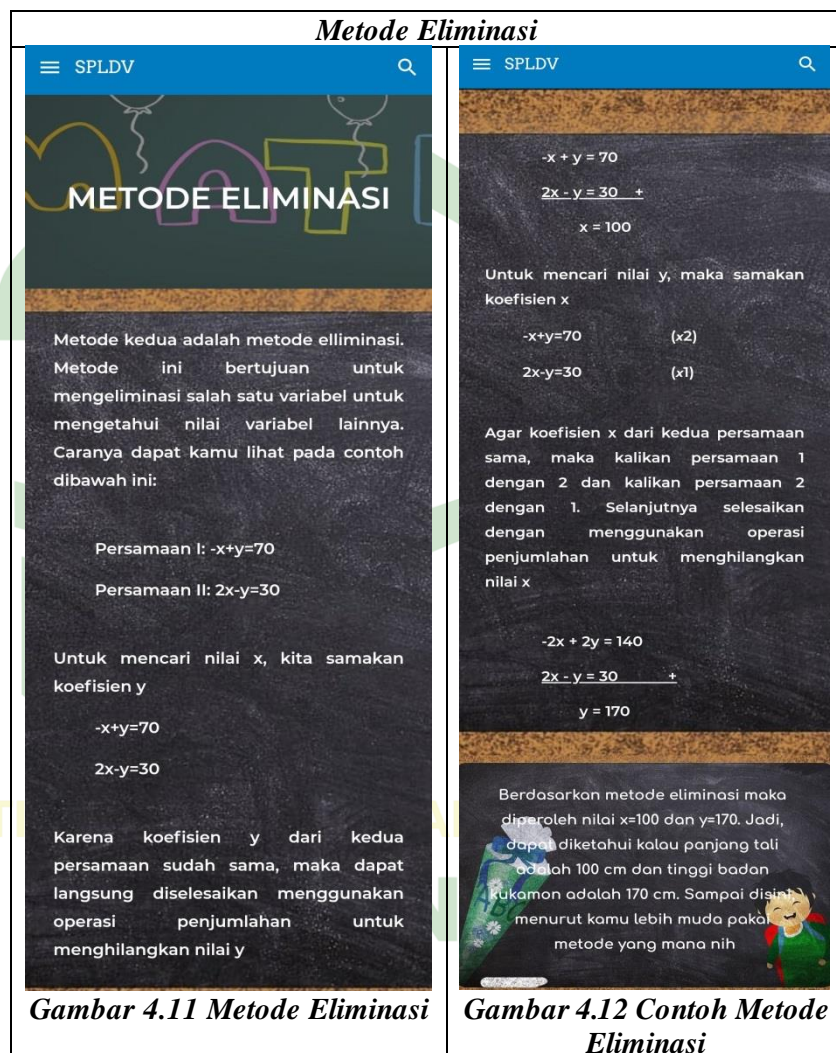 Metode Eliminasi
SPLDV
METODE ELIMINASI
Metode kedua adalah metode elliminasi.
Metode ini bertujuan untuk
mengeliminasi salah satu variabel untuk
mengetahui nilai variabel lainnya.
Caranya dapat kamu lihat pada contoh
dibawah ini:
Persamaan I: -x+y=70
Persamaan II: 2x-y=30
Untuk mencari nilai x, kita samakan
koefisien y
-x+y=70
2x-y=30
Karena koefisien y dari kedua
persamaan sudah sama, maka dapat
langsung diselesaikan menggunakan
operasi penjumlahan untuk
menghilangkan nilai y
Gambar 4.11 Metode Eliminasi
SPLDV
-x + y = 70
2x - y = 30 +
x = 100
Untuk mencari nilai y, maka samakan
koefisien x
-x+y=70 (x2)
2x-y=30 (x1)
Agar koefisien x dari kedua persamaan
sama, maka kalikan persamaan 1
dengan 2 dan kalikan persamaan 2
dengan 1. Selanjutnya selesaikan
dengan menggunakan operasi
penjumlahan untuk menghilangkan
nilai x
-2x + 2y = 140
2x - y = 30 +
y = 170
Berdasarkan metode eliminasi maka
diperoleh nilai x=100 dan y=170. Jadi,
dapat diketahui kalau panjang tali
adalah 100 cm dan tinggi badan
kukamon adalah 170 cm. Sampai disini,
menurut kamu lebih muda pakai
metode yang mana nih
Gambar 4.12 Contoh Metode
Eliminasi